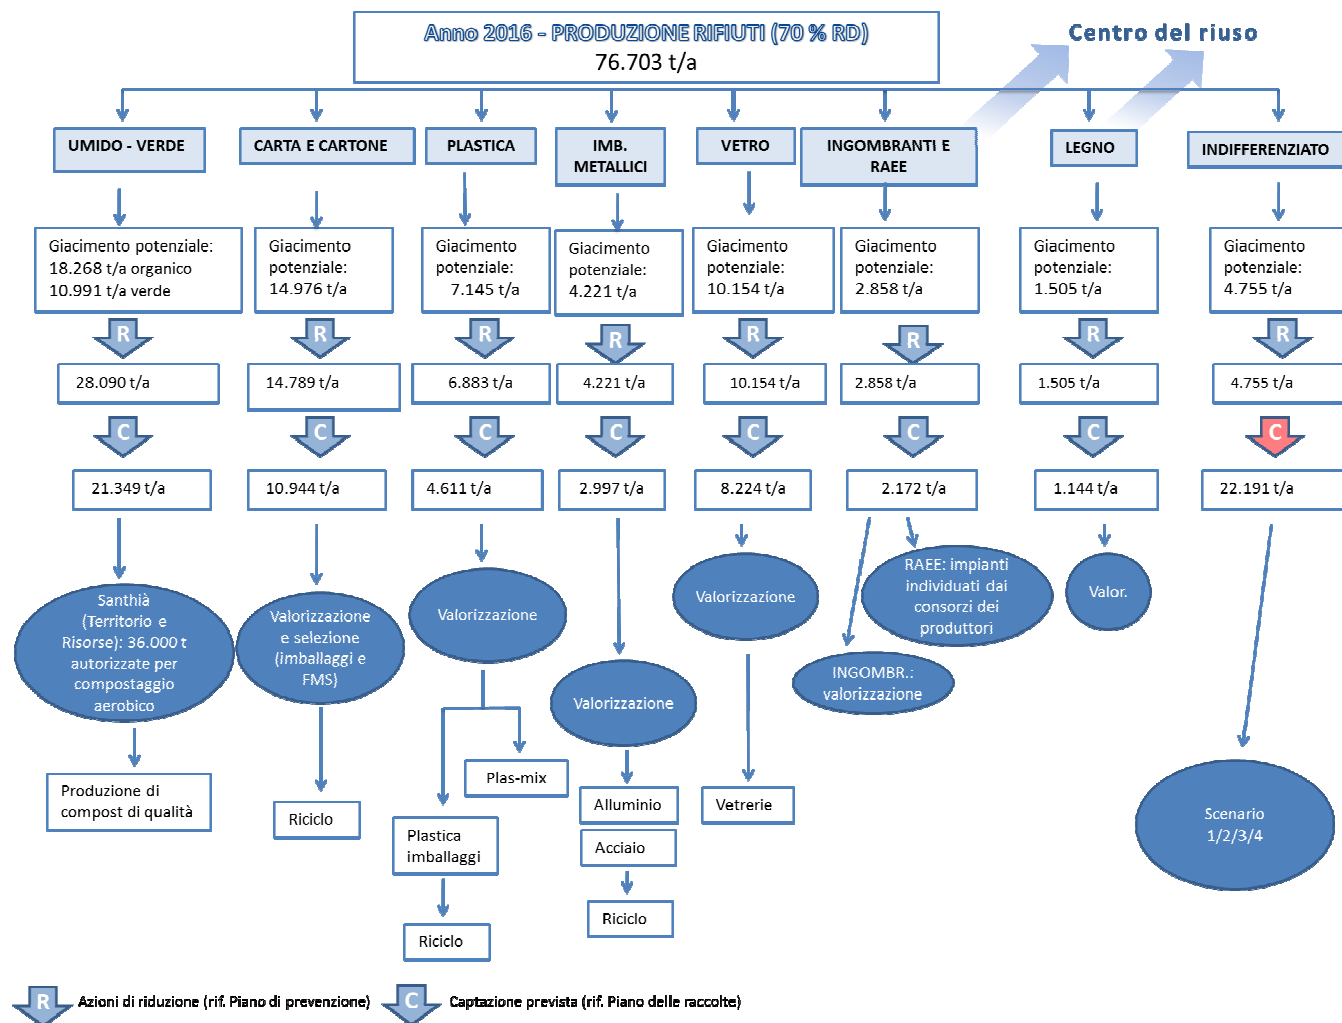 Anno 2016 - PRODUZIONE RIFIUTI (70 % RD)
76.703 t/a
Centro del riuso
UMIDO - VERDE
CARTA E CARTONE
PLASTICA
IMB.
METALLICI
VETRO
INGOMBRANTI E
RAEE
LEGNO
INDIFFERENZIATO
Giacimento potenziale:
18.268 t/a organico
10.991 t/a verde
Giacimento
potenziale:
14.976 t/a
Giacimento
potenziale:
7.145 t/a
Giacimento
potenziale:
4.221 t/a
Giacimento
potenziale:
10.154 t/a
Giacimento
potenziale:
2.858 t/a
Giacimento
potenziale:
1.505 t/a
Giacimento
potenziale:
4.755 t/a
R
R
R
R
R
R
R
R
28.090 t/a
14.789 t/a
6.883 t/a
4.221 t/a
10.154 t/a
2.858 t/a
1.505 t/a
4.755 t/a
C
C
C
C
C
C
C
C
21.349 t/a
10.944 t/a
4.611 t/a
2.997 t/a
8.224 t/a
2.172 t/a
1.144 t/a
22.191 t/a
Santhià
(Territorio e
Risorse): 36.000 t
autorizzate per
compostaggio
aerobico
Valorizzazione
e selezione
(imballaggi e
FMS)
Valorizzazione
Valorizzazione
Valorizzazione
RAEE: impianti
individuati dai
consorzi dei
produttori
INGOMBR.:
valorizzazione
Valor.
Produzione di
compost di qualità
Riciclo
Plas-mix
Plastica
imballaggi
Riciclo
Alluminio
Acciaio
Riciclo
Vetrerie
Scenario
1/2/3/4
R Azioni di riduzione (rif. Piano di prevenzione)
C Captazione prevista (rif. Piano delle raccolte)